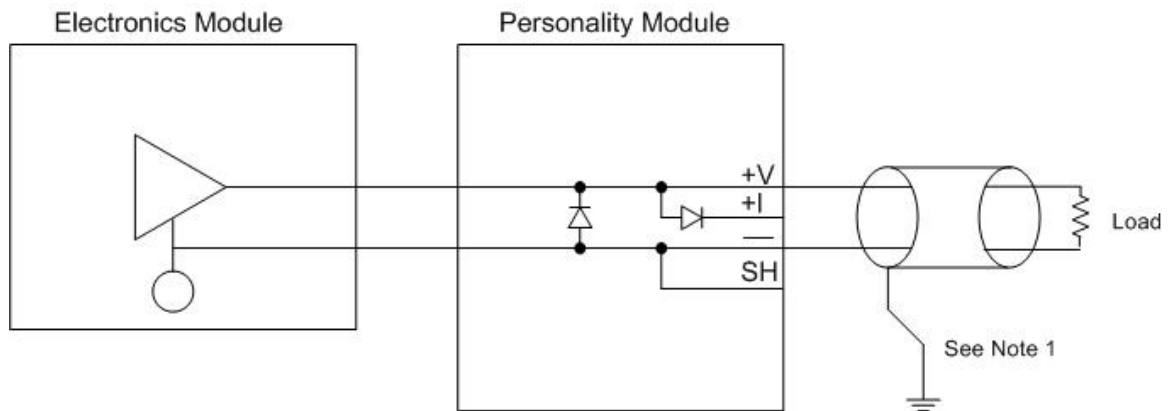 Electronics Module
Personality Module
+V
+I
—
SH
Load
See Note 1